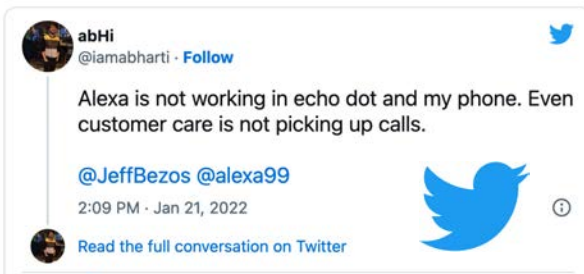 abHi
@iamabharti · Follow
Alexa is not working in echo dot and my phone. Even
customer care is not picking up calls.
@JeffBezos @alexa99
2:09 PM · Jan 21, 2022
Read the full conversation on Twitter